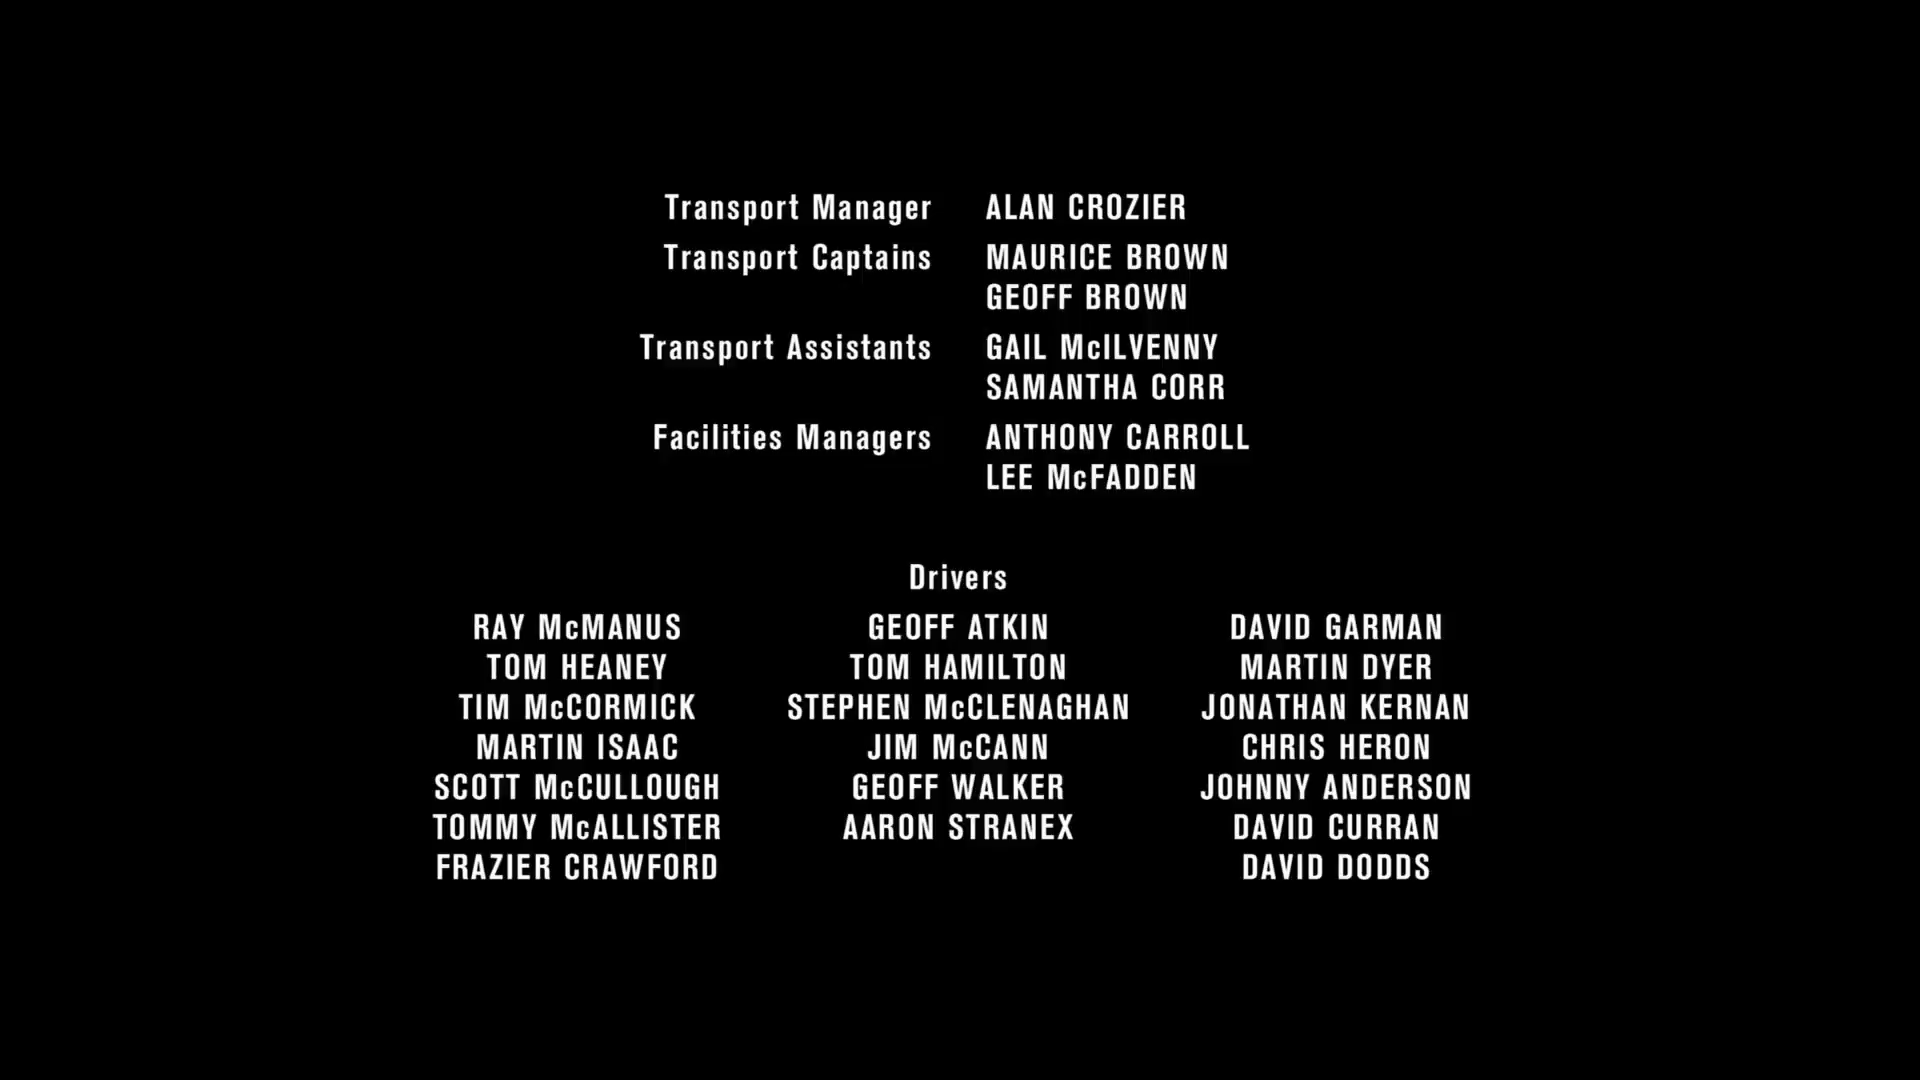 Transport Manager ALAN CROZIER
Transport Captains MAURICE BROWN
GEOFF BROWN
Transport Assistants GAIL McILVENNY
SAMANTHA CORR
Facilities Managers ANTHONY CARROLL
LEE McFADDEN
Drivers
RAY McMANUS GEOFF ATKIN DAVID GARMAN
TOM HEANEY TOM HAMILTON MARTIN DYER
TIM McCORMICK STEPHEN McCLENAGHAN JONATHAN KERNAN
MARTIN ISAAC JIM McCANN CHRIS HERON
SCOTT McCULLOUGH GEOFF WALKER JOHNNY ANDERSON
TOMMY McALLISTER AARON STRANEX DAVID CURRAN
FRAZIER CRAWFORD DAVID DODDS